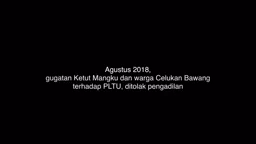 Agustus 2018,
gugatan Ketut Mangku dan warga Celukan Bawang
terhadap PLTU, ditolak pengadilan